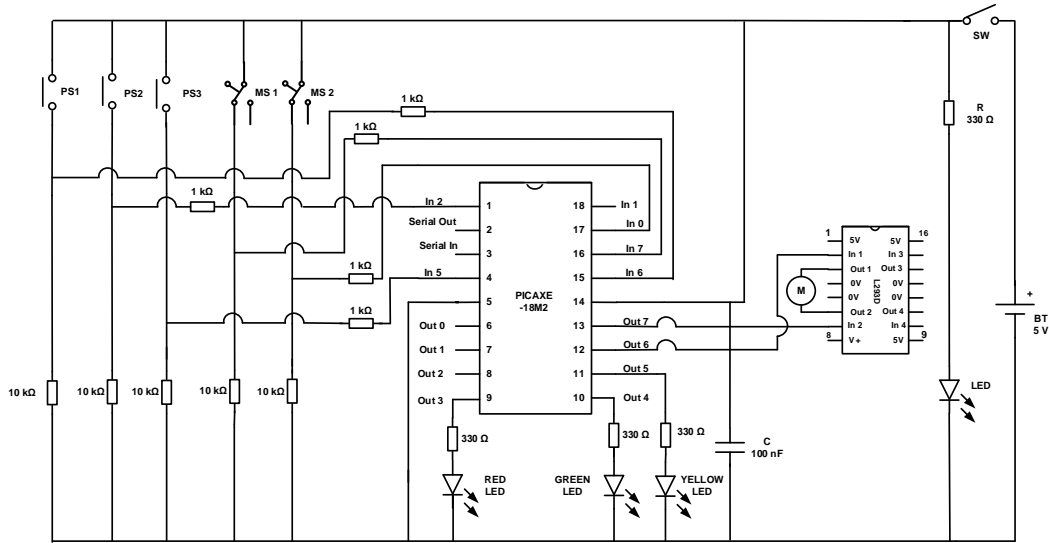 SW
PS1
PS2
PS3
MS 1
MS 2
1 kΩ
R
330 Ω
1 kΩ
1 kΩ
In 2
1
18
In 1
Serial Out
2
17
In 0
1
16
5V
5V
Serial In
3
16
In 7
In 1
In 3
1 kΩ
In 5
4
15
In 6
Out 1
Out 3
M
0V
0V
L293D
PICAXE
-18M2
5
14
0V
0V
1 kΩ
Out 2
Out 4
+
BT
5 V
Out 0
6
13
Out 7
In 2
In 4
8
V+
5V
9
Out 1
7
12
Out 6
Out 2
8
11
Out 5
10 kΩ
10 kΩ
10 kΩ
10 kΩ
10 kΩ
LED
Out 3
9
10
Out 4
330 Ω
330 Ω
330 Ω
C
100 nF
RED
LED
GREEN
LED
YELLOW
LED